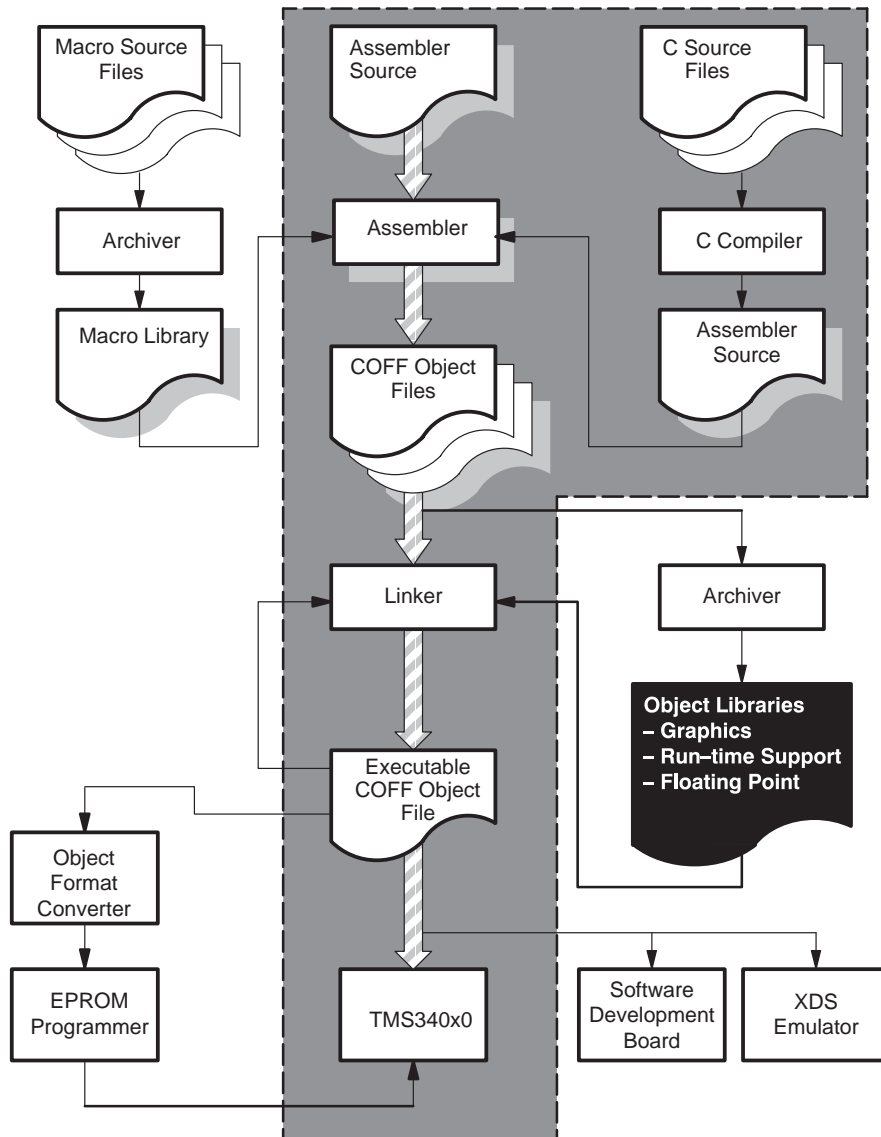 Macro Source
Files
Assembler
Source
C Source
Files
Archiver
Assembler
C Compiler
Macro Library
COFF Object
Files
Assembler
Source
Linker
Archiver
Object Libraries
– Graphics
– Run–time Support
– Floating Point
Executable
COFF Object
File
Object
Format
Converter
EPROM
Programmer
TMS340x0
Software
Development
Board
XDS
Emulator